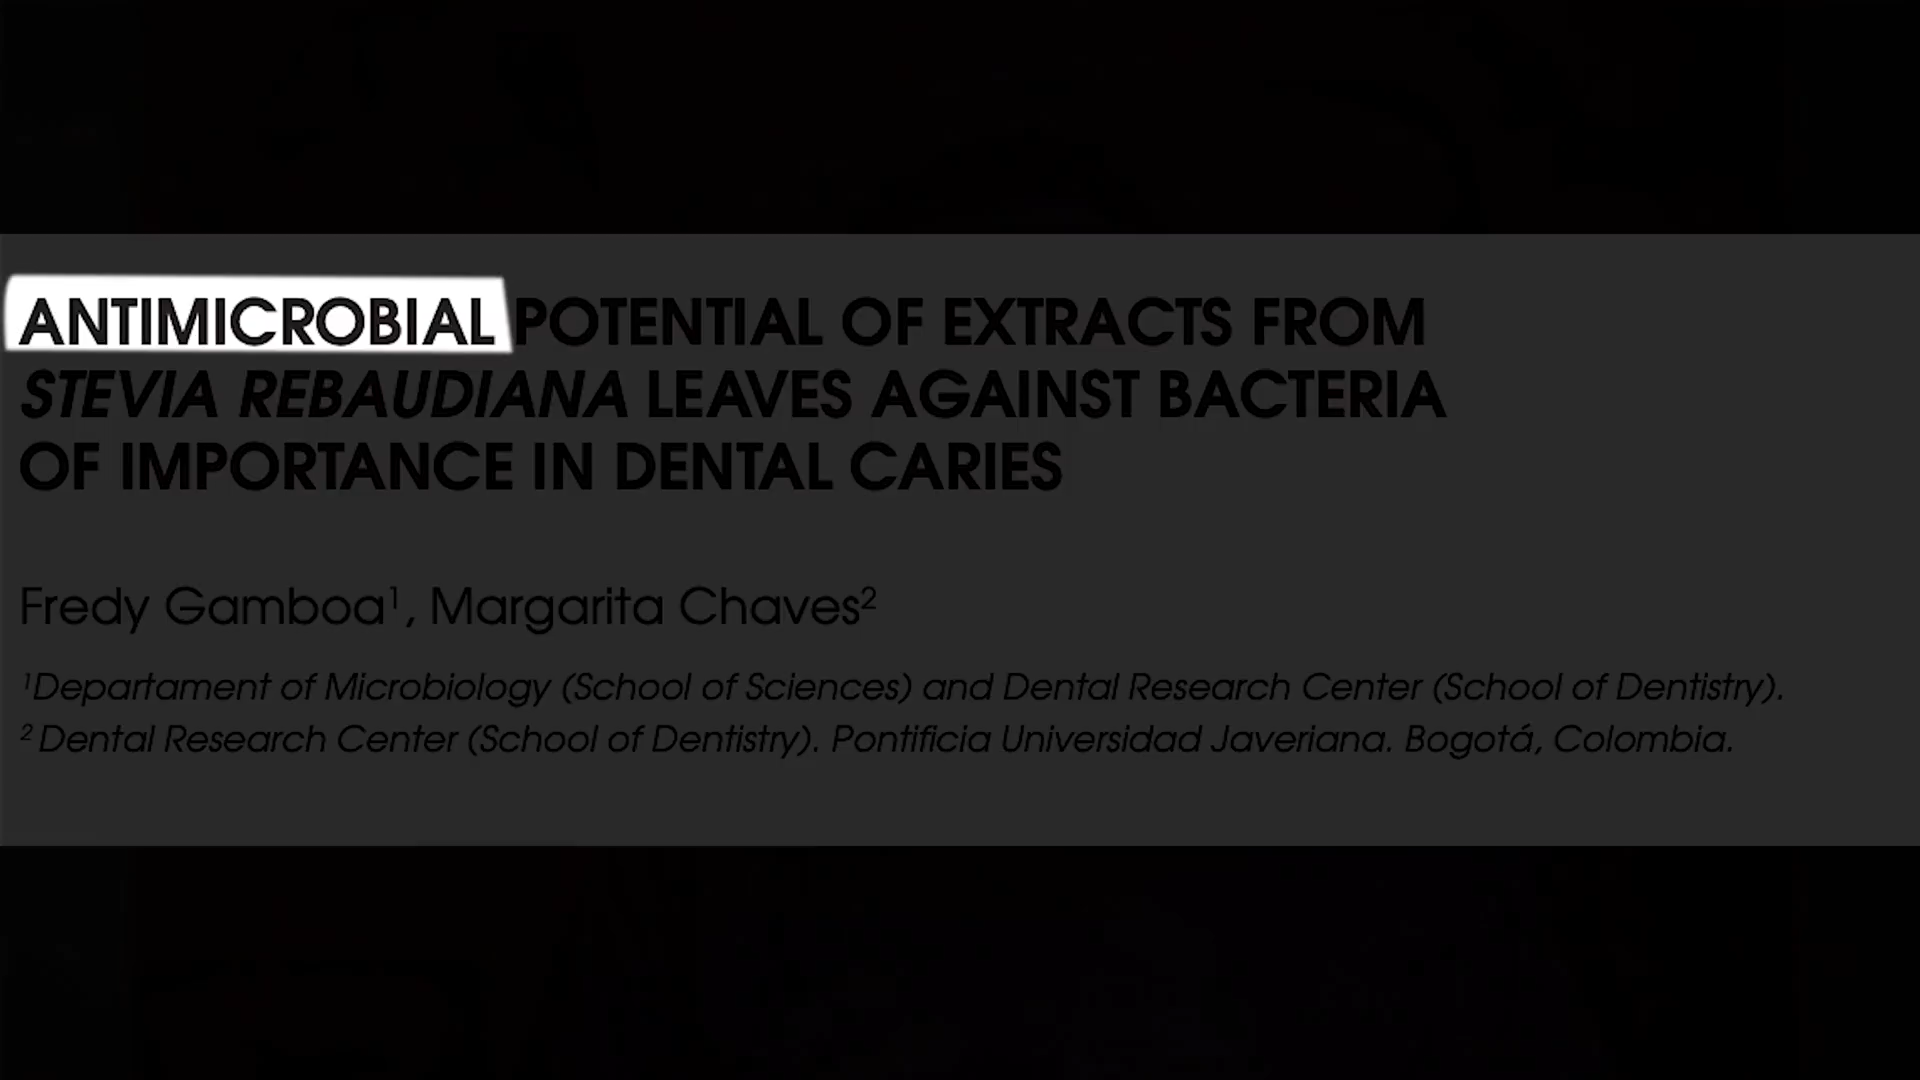 ANTIMICROBIAL POTENTIAL OF EXTRACTS FROM
STEVIA REBAUDIANA LEAVES AGAINST BACTERIA
OF IMPORTANCE IN DENTAL CARIES
Fredy Gamboa¹, Margarita Chaves²
¹Departament of Microbiology (School of Sciences) and Dental Research Center (School of Dentistry).
² Dental Research Center (School of Dentistry). Pontificia Universidad Javeriana. Bogotá, Colombia.